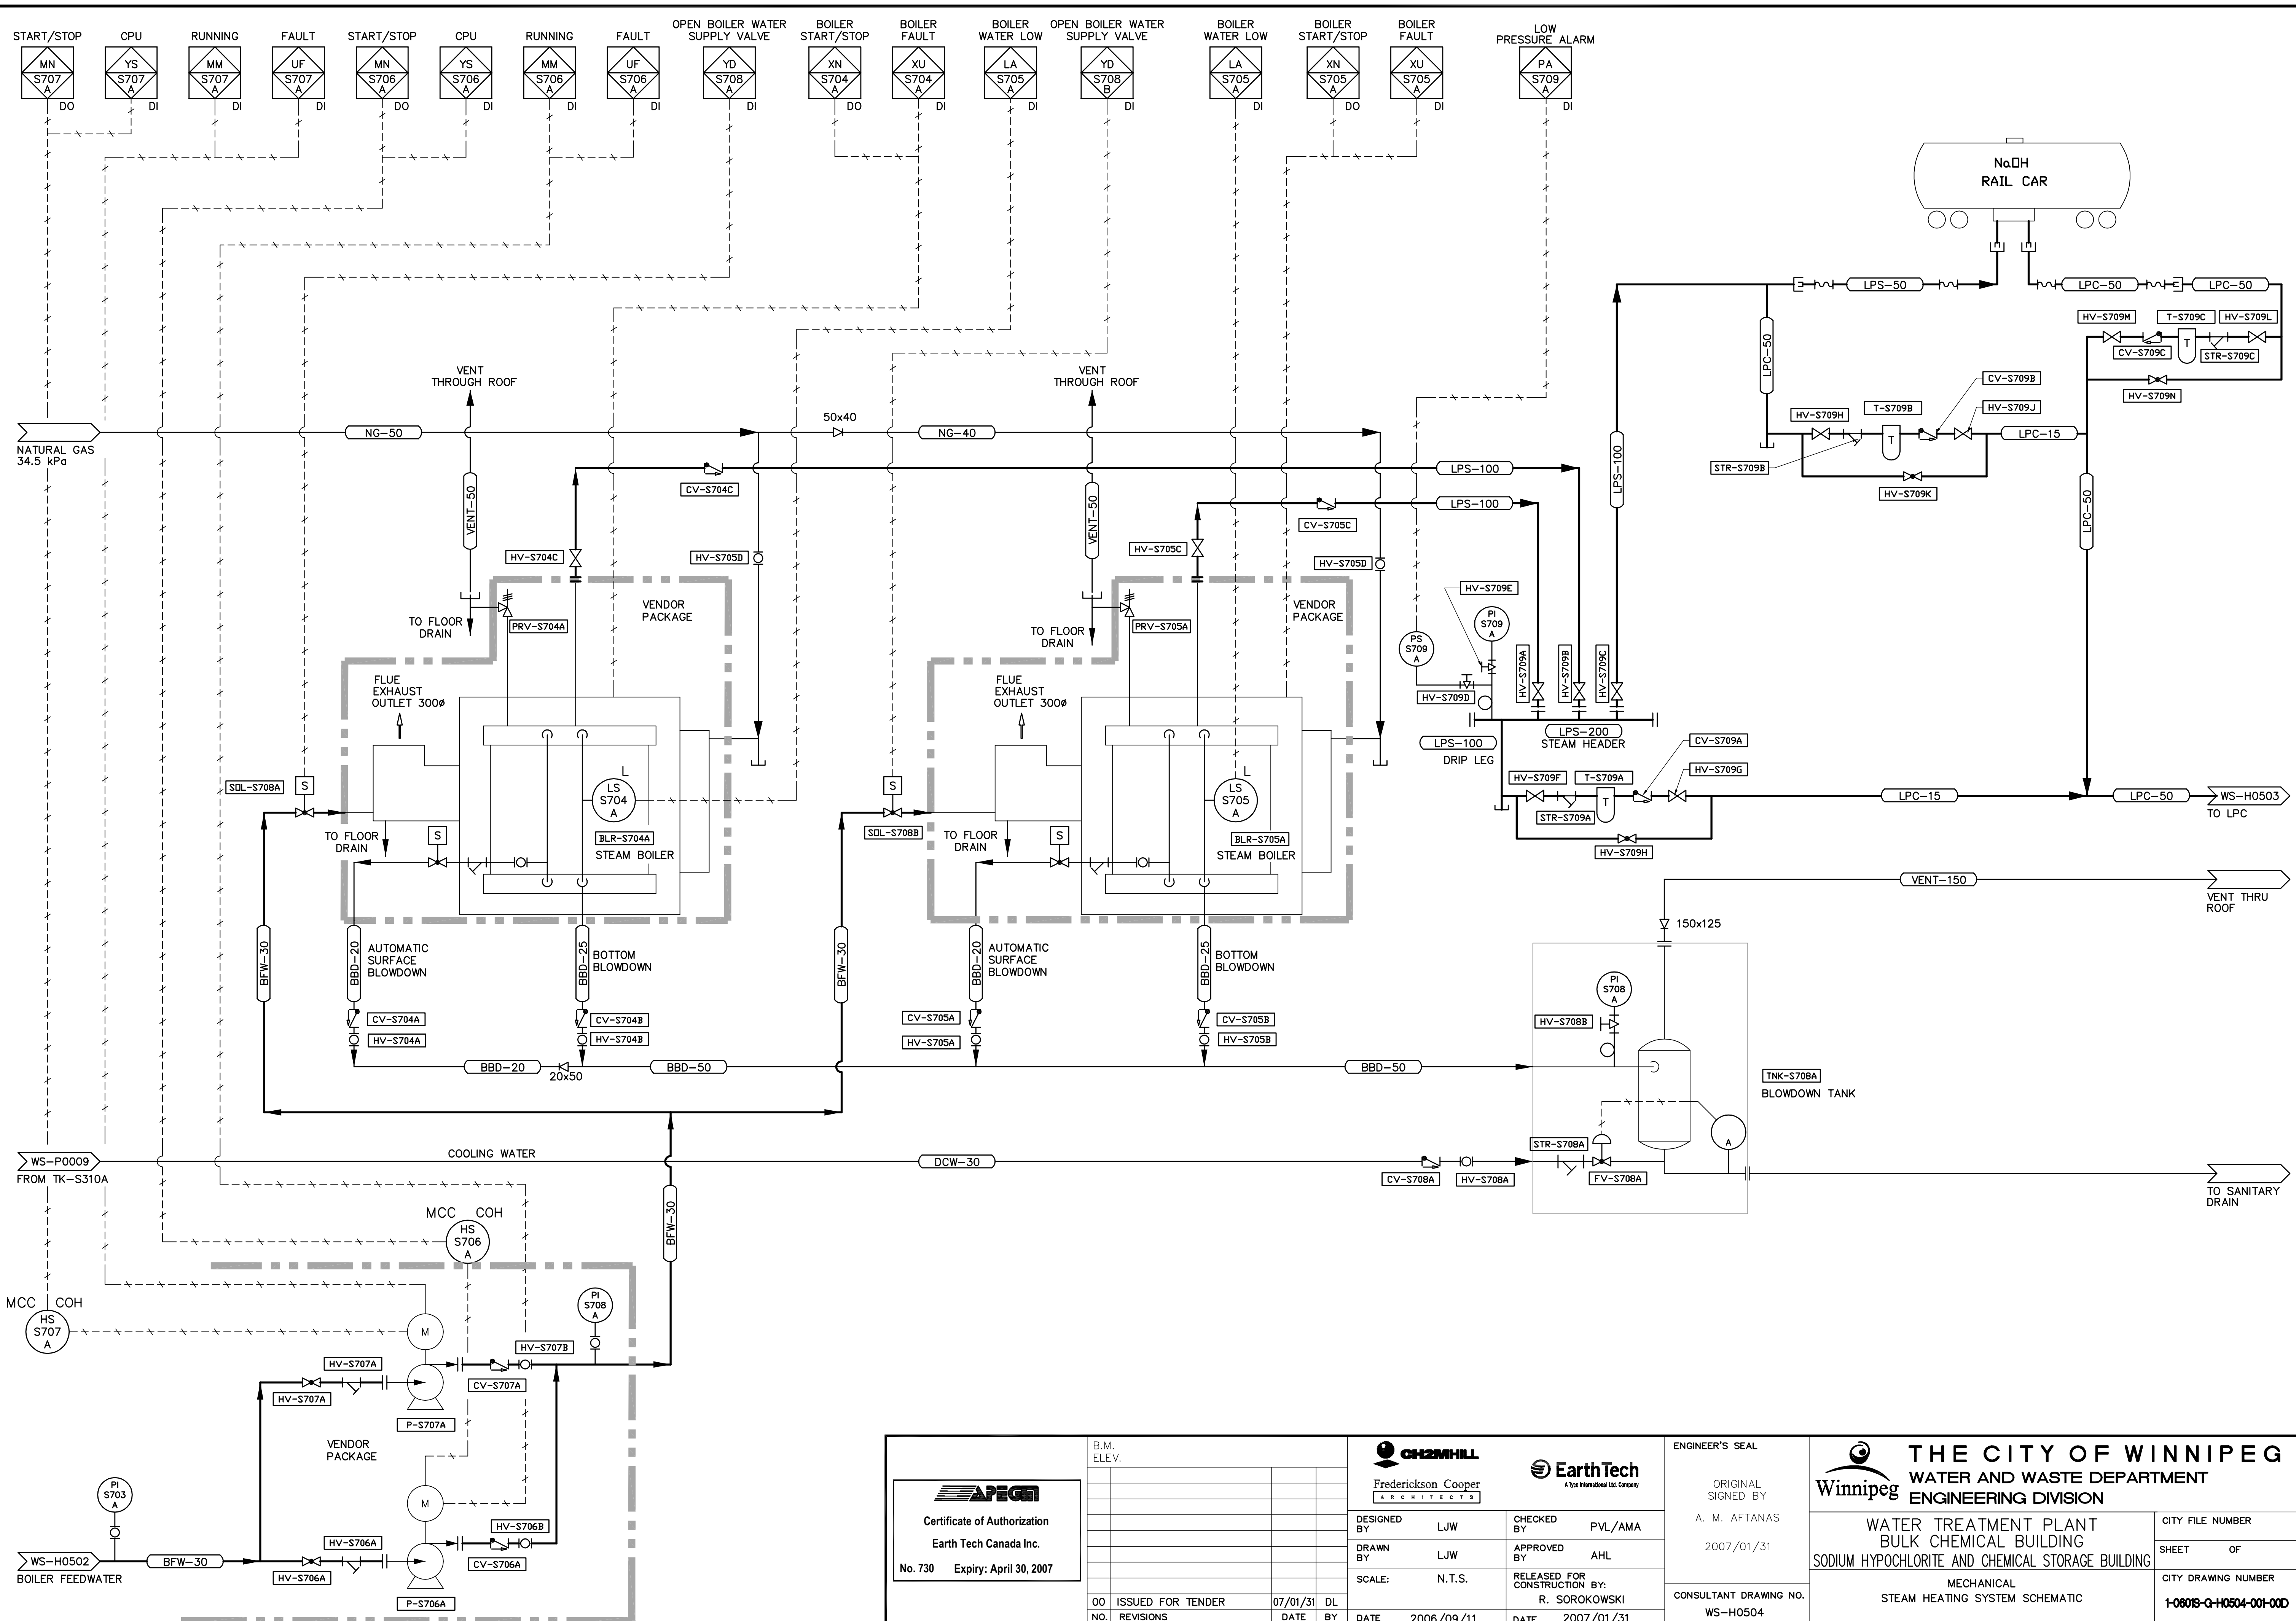 START/STOP
MN
S707
A
DO
CPU
YS
S707
A
DI
RUNNING
MM
S707
A
DI
FAULT
UF
S707
A
DI
START/STOP
MN
S706
A
DO
CPU
YS
S706
A
DI
RUNNING
MM
S706
A
DI
FAULT
UF
S706
A
DI
OPEN BOILER WATER
SUPPLY VALVE
YD
S708
A
DI
BOILER
START/STOP
XN
S704
A
DO
BOILER
FAULT
XU
S704
A
DI
BOILER
WATER LOW
LA
S705
A
DI
OPEN BOILER WATER
SUPPLY VALVE
YD
S708
B
DI
BOILER
WATER LOW
LA
S705
A
DI
BOILER
START/STOP
XN
S705
A
DO
BOILER
FAULT
XU
S705
A
DI
LOW
PRESSURE ALARM
PA
S709
A
DI
NaOH
RAIL CAR
LPS-50
LPC-50
LPC-50
HV-S709M
T-S709C
HV-S709L
T
CV-S709C
STR-S709C
HV-S709N
LPC-50
CV-S709B
HV-S709H
T-S709B
HV-S709J
T
LPC-15
STR-S709B
HV-S709K
LPC-50
LPS-100
VENT
THROUGH ROOF
VENT
THROUGH ROOF
50x40
NATURAL GAS
34.5 kPa
NG-50
NG-40
LPS-100
CV-S704C
LPS-100
CV-S705C
VENT-50
VENT-50
HV-S704C
HV-S705D
HV-S705C
HV-S705D
VENDOR
PACKAGE
VENDOR
PACKAGE
TO FLOOR
DRAIN
PRV-S704A
TO FLOOR
DRAIN
PRV-S705A
HV-S709E
PI
S709
A
PS
S709
A
HV-S709D
HV-S709A
HV-S709B
HV-S709C
FLUE
EXHAUST
OUTLET 300ø
FLUE
EXHAUST
OUTLET 300ø
LPS-100
DRIP LEG
LPS-200
STEAM HEADER
CV-S709A
HV-S709F
T-S709A
HV-S709G
T
STR-S709A
HV-S709H
LPC-15
LPC-50
WS-H0503
TO LPC
SOL-S708A
S
L
LS
S704
A
BLR-S704A
STEAM BOILER
TO FLOOR
DRAIN
S
S
SOL-S708B
L
LS
S705
A
BLR-S705A
STEAM BOILER
TO FLOOR
DRAIN
S
VENT-150
VENT THRU
ROOF
150x125
BFW-30
BBD-20
AUTOMATIC
SURFACE
BLOWDOWN
BBD-25
BOTTOM
BLOWDOWN
BFW-30
BBD-20
AUTOMATIC
SURFACE
BLOWDOWN
BBD-25
BOTTOM
BLOWDOWN
CV-S704A
HV-S704A
CV-S704B
HV-S704B
CV-S705A
HV-S705A
CV-S705B
HV-S705B
PI
S708
A
HV-S708B
BBD-20
20x50
BBD-50
BBD-50
TNK-S708A
BLOWDOWN TANK
A
STR-S708A
FV-S708A
WS-P0009
FROM TK-S310A
COOLING WATER
DCW-30
CV-S708A
HV-S708A
TO SANITARY
DRAIN
BFW-30
MCC COH
HS
S706
A
MCC COH
HS
S707
A
M
PI
S708
A
HV-S707B
HV-S707A
CV-S707A
HV-S707A
P-S707A
VENDOR
PACKAGE
PI
S703
A
M
HV-S706B
HV-S706A
CV-S706A
HV-S706A
P-S706A
WS-H0502
BOILER FEEDWATER
BFW-30
APEGM
Certificate of Authorization
Earth Tech Canada Inc.
No. 730 Expiry: April 30, 2007
B.M.
ELEV.
00 ISSUED FOR TENDER 07/01/31 DL
NO. REVISIONS DATE BY
CH2MHILL
Frederickson Cooper
ARCHITECTS
EarthTech
A Tyco International Ltd. Company
DESIGNED BY LJW
CHECKED BY PVL/AMA
DRAWN BY LJW
APPROVED BY AHL
SCALE: N.T.S.
RELEASED FOR
CONSTRUCTION BY:
R. SOROKOWSKI
DATE 2006/09/11
DATE 2007/01/31
ENGINEER'S SEAL
ORIGINAL
SIGNED BY
A. M. AFTANAS
2007/01/31
CONSULTANT DRAWING NO.
WS-H0504
Winnipeg
THE CITY OF WINNIPEG
WATER AND WASTE DEPARTMENT
ENGINEERING DIVISION
WATER TREATMENT PLANT
BULK CHEMICAL BUILDING
SODIUM HYPOCHLORITE AND CHEMICAL STORAGE BUILDING
MECHANICAL
STEAM HEATING SYSTEM SCHEMATIC
CITY FILE NUMBER
SHEET OF
CITY DRAWING NUMBER
1-0601S-G-H0504-001-00D